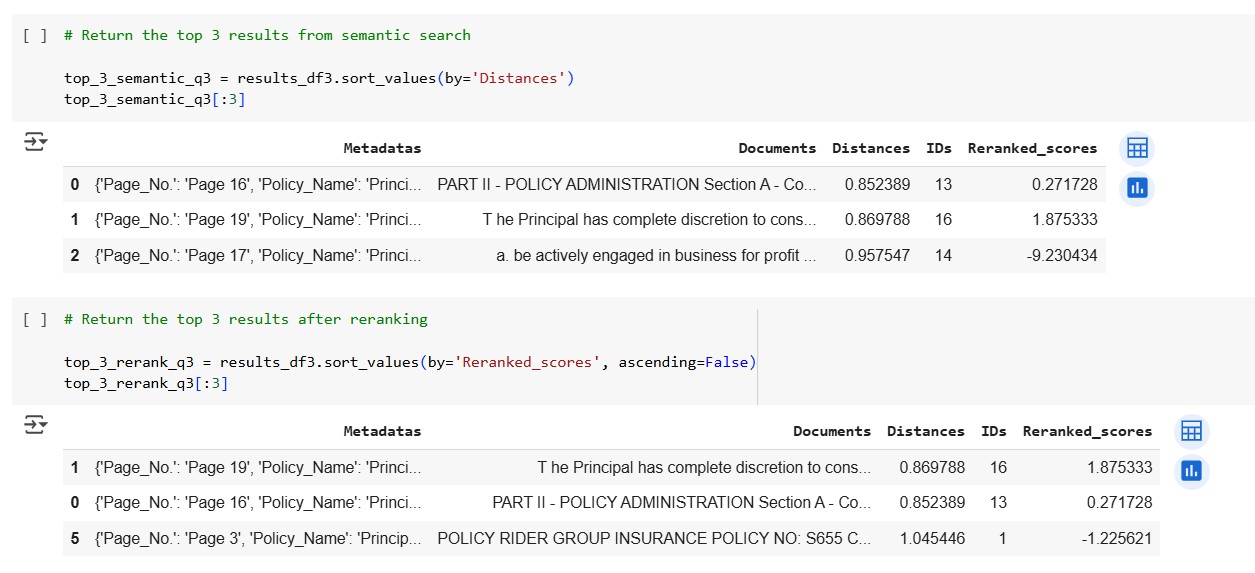 [ ] # Return the top 3 results from semantic search
top_3_semantic_q3 = results_df3.sort_values(by='Distances')
top_3_semantic_q3[:3]
Metadatas Documents Distances IDs Reranked_scores
0 {'Page_No.': 'Page 16', 'Policy_Name': 'Princi... PART II - POLICY ADMINISTRATION Section A - Co... 0.852389 13 0.271728
1 {'Page_No.': 'Page 19', 'Policy_Name': 'Princi... T he Principal has complete discretion to cons... 0.869788 16 1.875333
2 {'Page_No.': 'Page 17', 'Policy_Name': 'Princi... a. be actively engaged in business for profit ... 0.957547 14 -9.230434
[ ] # Return the top 3 results after reranking
top_3_rerank_q3 = results_df3.sort_values(by='Reranked_scores', ascending=False)
top_3_rerank_q3[:3]
Metadatas Documents Distances IDs Reranked_scores
1 {'Page_No.': 'Page 19', 'Policy_Name': 'Princi... T he Principal has complete discretion to cons... 0.869788 16 1.875333
0 {'Page_No.': 'Page 16', 'Policy_Name': 'Princi... PART II - POLICY ADMINISTRATION Section A - Co... 0.852389 13 0.271728
5 {'Page_No.': 'Page 3', 'Policy_Name': 'Princip... POLICY RIDER GROUP INSURANCE POLICY NO: S655 C... 1.045446 1 -1.225621